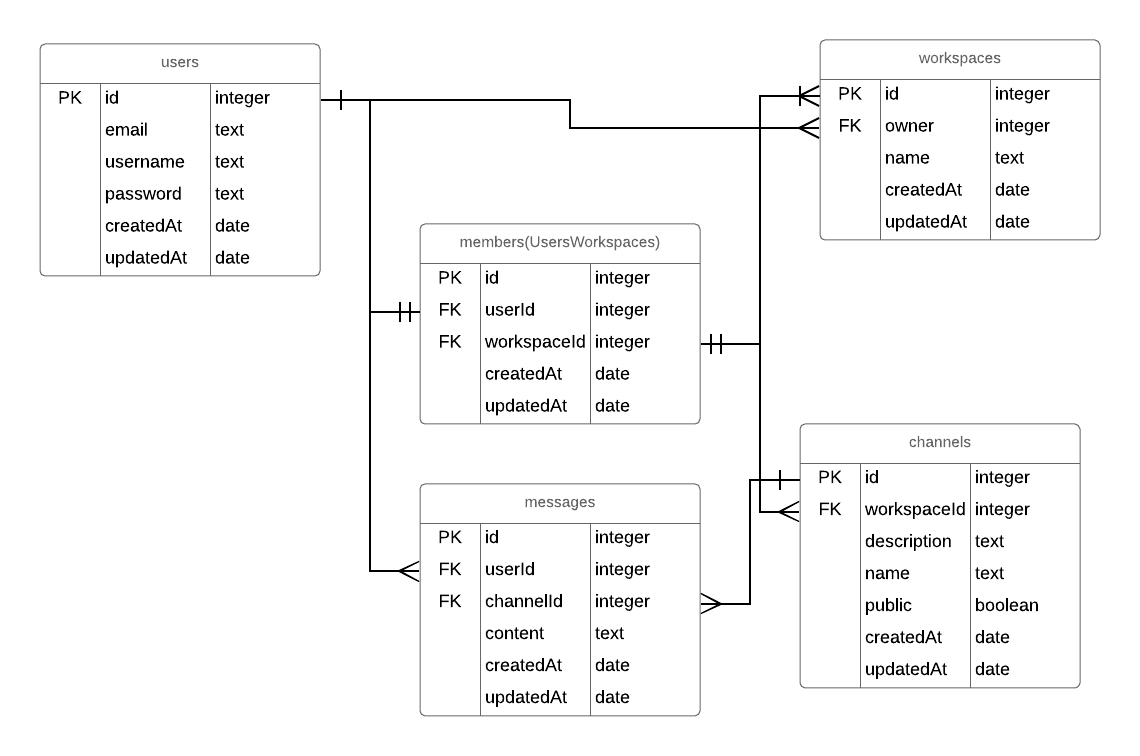 users
PK id integer
email text
username text
password text
createdAt date
updatedAt date
workspaces
PK id integer
FK owner integer
name text
createdAt date
updatedAt date
members(UsersWorkspaces)
PK id integer
FK userId integer
FK workspaceId integer
createdAt date
updatedAt date
messages
PK id integer
FK userId integer
FK channelId integer
content text
createdAt date
updatedAt date
channels
PK id integer
FK workspaceId integer
description text
name text
public boolean
createdAt date
updatedAt date